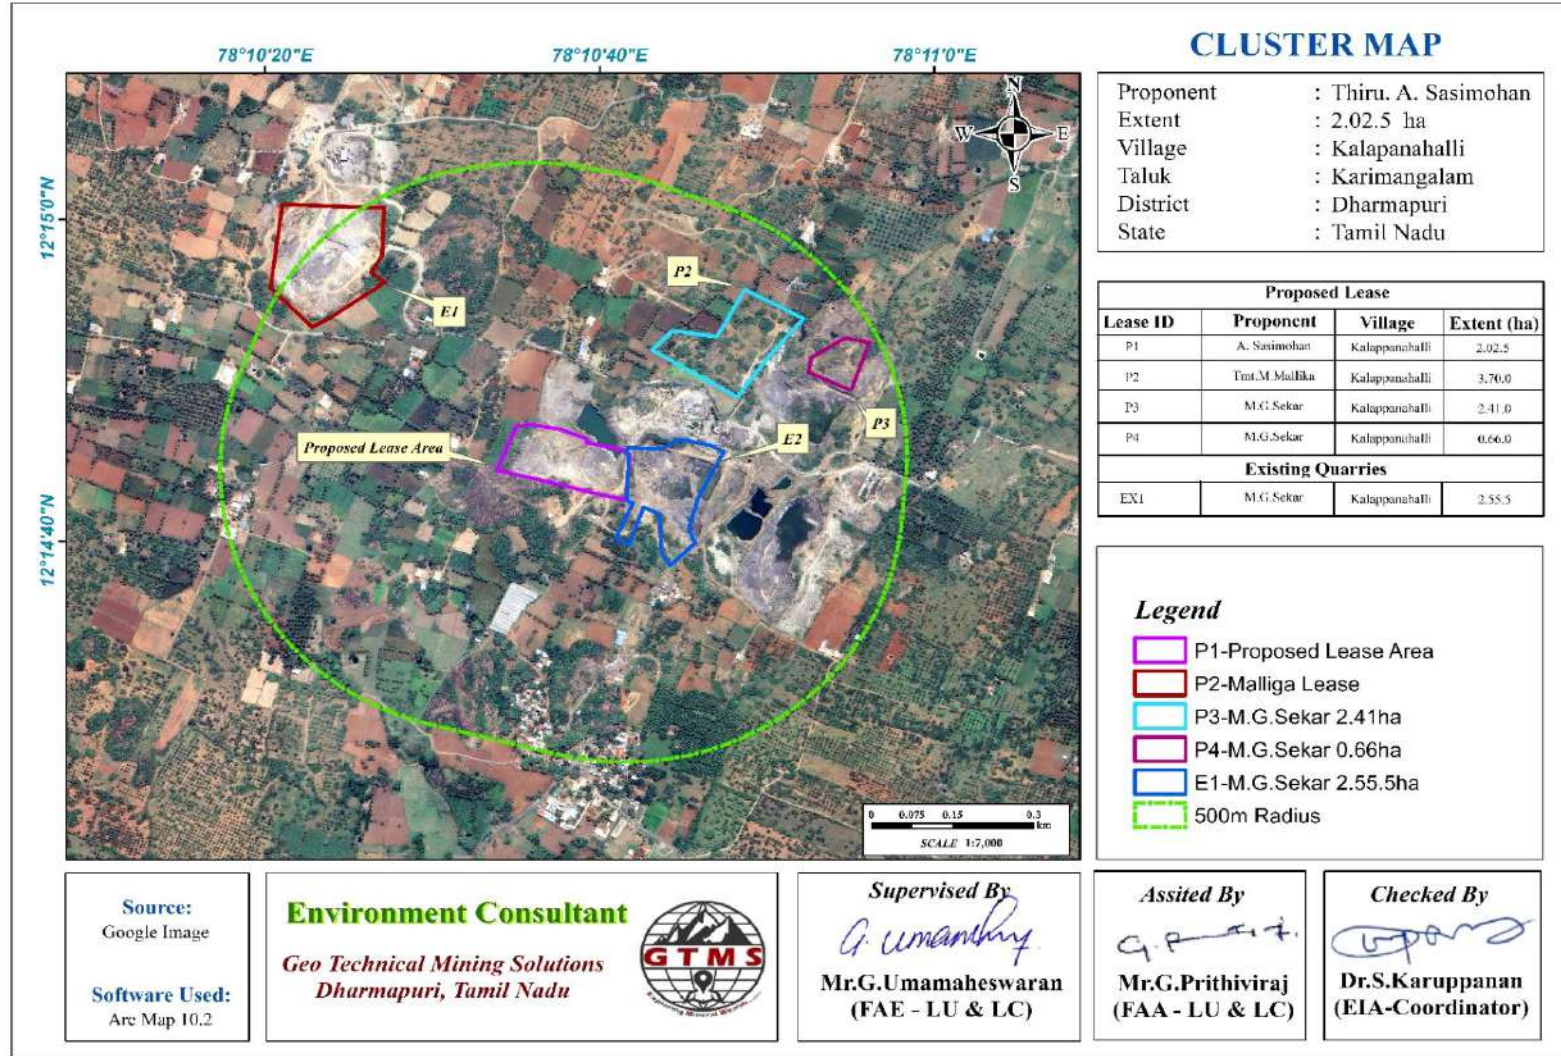 CLUSTER MAP
78°10'20"E 78°10'40"E 78°11'0"E
12°15'0"N
12°14'40"N
N
W E
S
P2
E1
P3
E2
Proposed Lease Area
0 0.075 0.15 0.3
km
SCALE 1:7,000
Proponent : Thiru. A. Sasimohan
Extent : 2.02.5 ha
Village : Kalapanahalli
Taluk : Karimangalam
District : Dharmapuri
State : Tamil Nadu
Proposed Lease
Lease ID Proponent Village Extent (ha)
P1 A. Sasimohan Kalappanahalli 2.02.5
P2 Tmt.M.Mallika Kalappanahalli 3.70.0
P3 M.G.Sekar Kalappanahalli 2.41.0
P4 M.G.Sekar Kalappanahalli 0.66.0
Existing Quarries
EX1 M.G.Sekar Kalappanahalli 2.55.5
Legend
P1-Proposed Lease Area
P2-Malliga Lease
P3-M.G.Sekar 2.41ha
P4-M.G.Sekar 0.66ha
E1-M.G.Sekar 2.55.5ha
500m Radius
Source:
Google Image
Software Used:
Arc Map 10.2
Environment Consultant
Geo Technical Mining Solutions
Dharmapuri, Tamil Nadu
GTMS
Supervised By
Mr.G.Umamaheswaran
(FAE - LU & LC)
Assited By
Mr.G.Prithiviraj
(FAA - LU & LC)
Checked By
Dr.S.Karuppanan
(EIA-Coordinator)